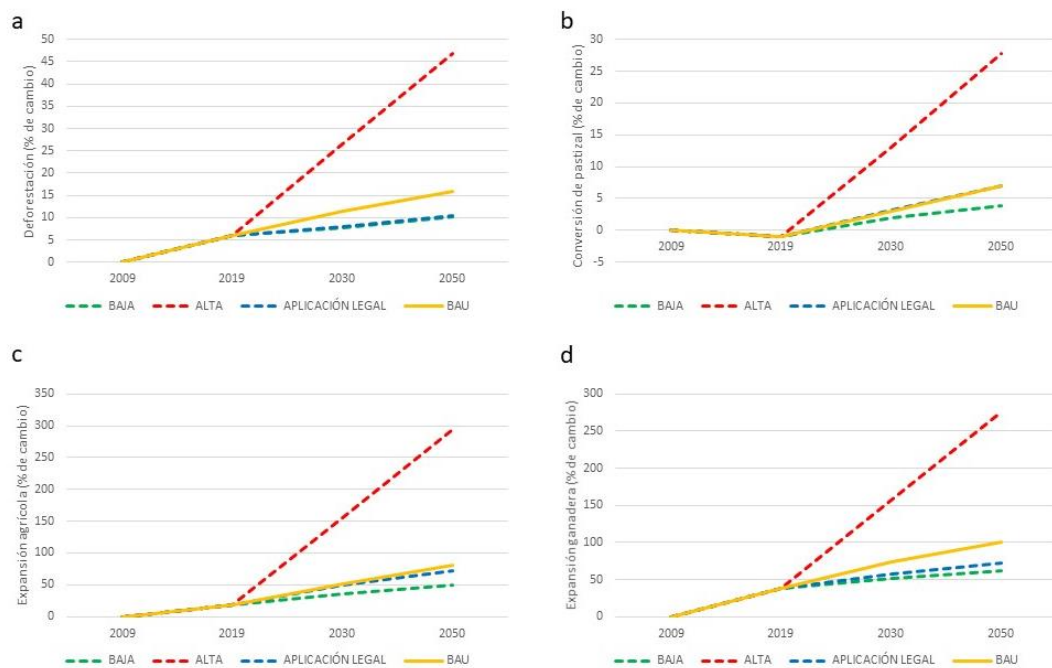 a
50
45
40
35
30
25
20
15
10
5
0
Deforestación (% de cambio)
2009 2019 2030 2050
BAJA ALTA APLICACIÓN LEGAL BAU
b
30
25
20
15
10
5
0
-5
Conversión de pastizal (% de cambio)
2009 2019 2030 2050
BAJA ALTA APLICACIÓN LEGAL BAU
c
350
300
250
200
150
100
50
0
Expansión agrícola (% de cambio)
2009 2019 2030 2050
BAJA ALTA APLICACIÓN LEGAL BAU
d
300
250
200
150
100
50
0
Expansión ganadera (% de cambio)
2009 2019 2030 2050
BAJA ALTA APLICACIÓN LEGAL BAU